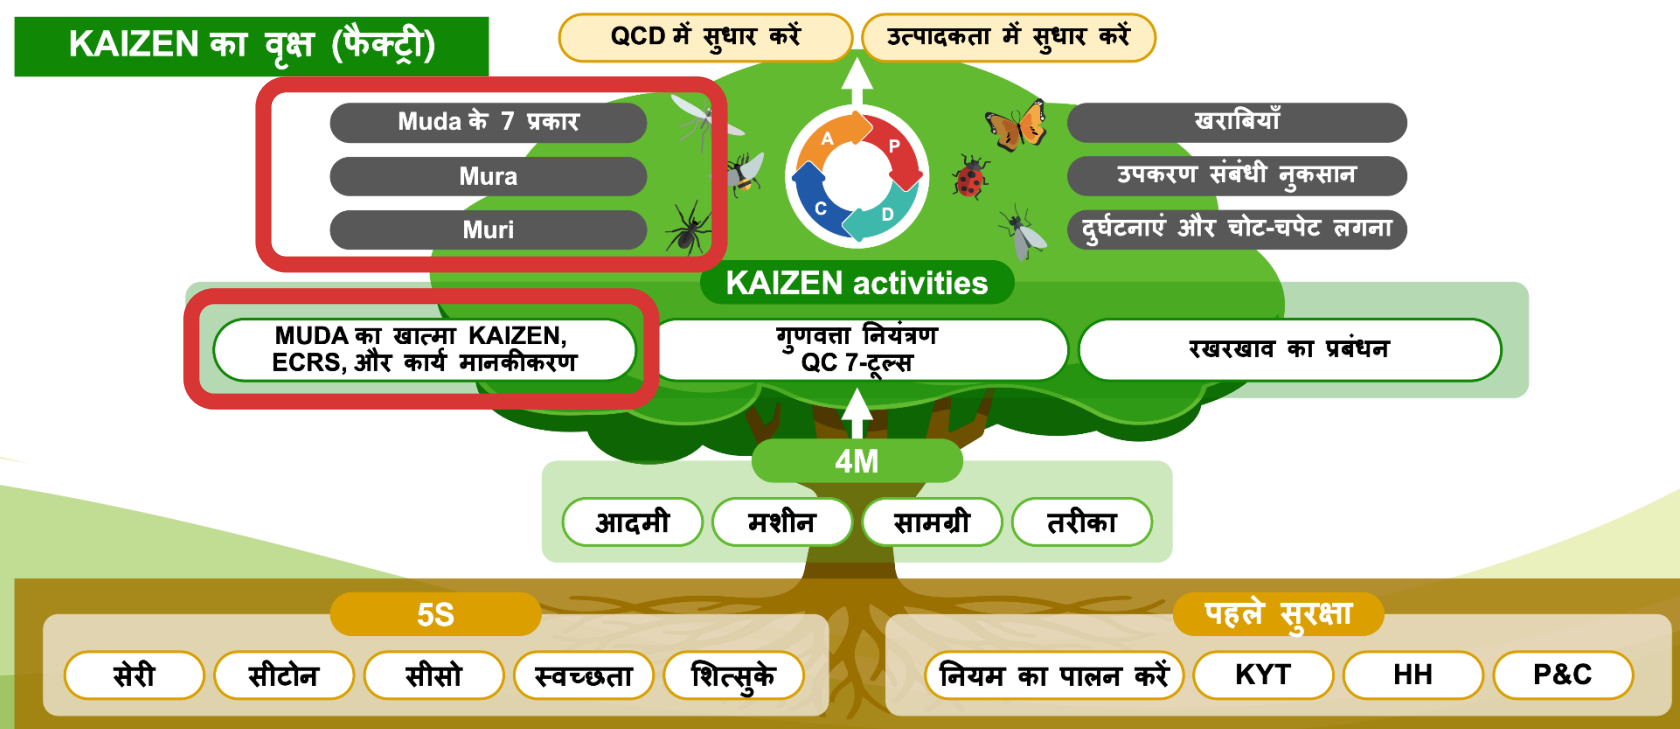 KAIZEN का वृक्ष (फैक्ट्री)
QCD में सुधार करें
उत्पादकता में सुधार करें
Muda के 7 प्रकार
Mura
Muri
A
P
C
D
खराबियाँ
उपकरण संबंधी नुकसान
दुर्घटनाएं और चोट-चपेट लगना
KAIZEN activities
MUDA का खात्मा KAIZEN,
ECRS, और कार्य मानकीकरण
गुणवत्ता नियंत्रण
QC 7-टूल्स
रखरखाव का प्रबंधन
4M
आदमी
मशीन
सामग्री
तरीका
5S
सेरी
सीटोन
सीसो
स्वच्छता
शित्सुके
पहले सुरक्षा
नियम का पालन करें
KYT
HH
P&C